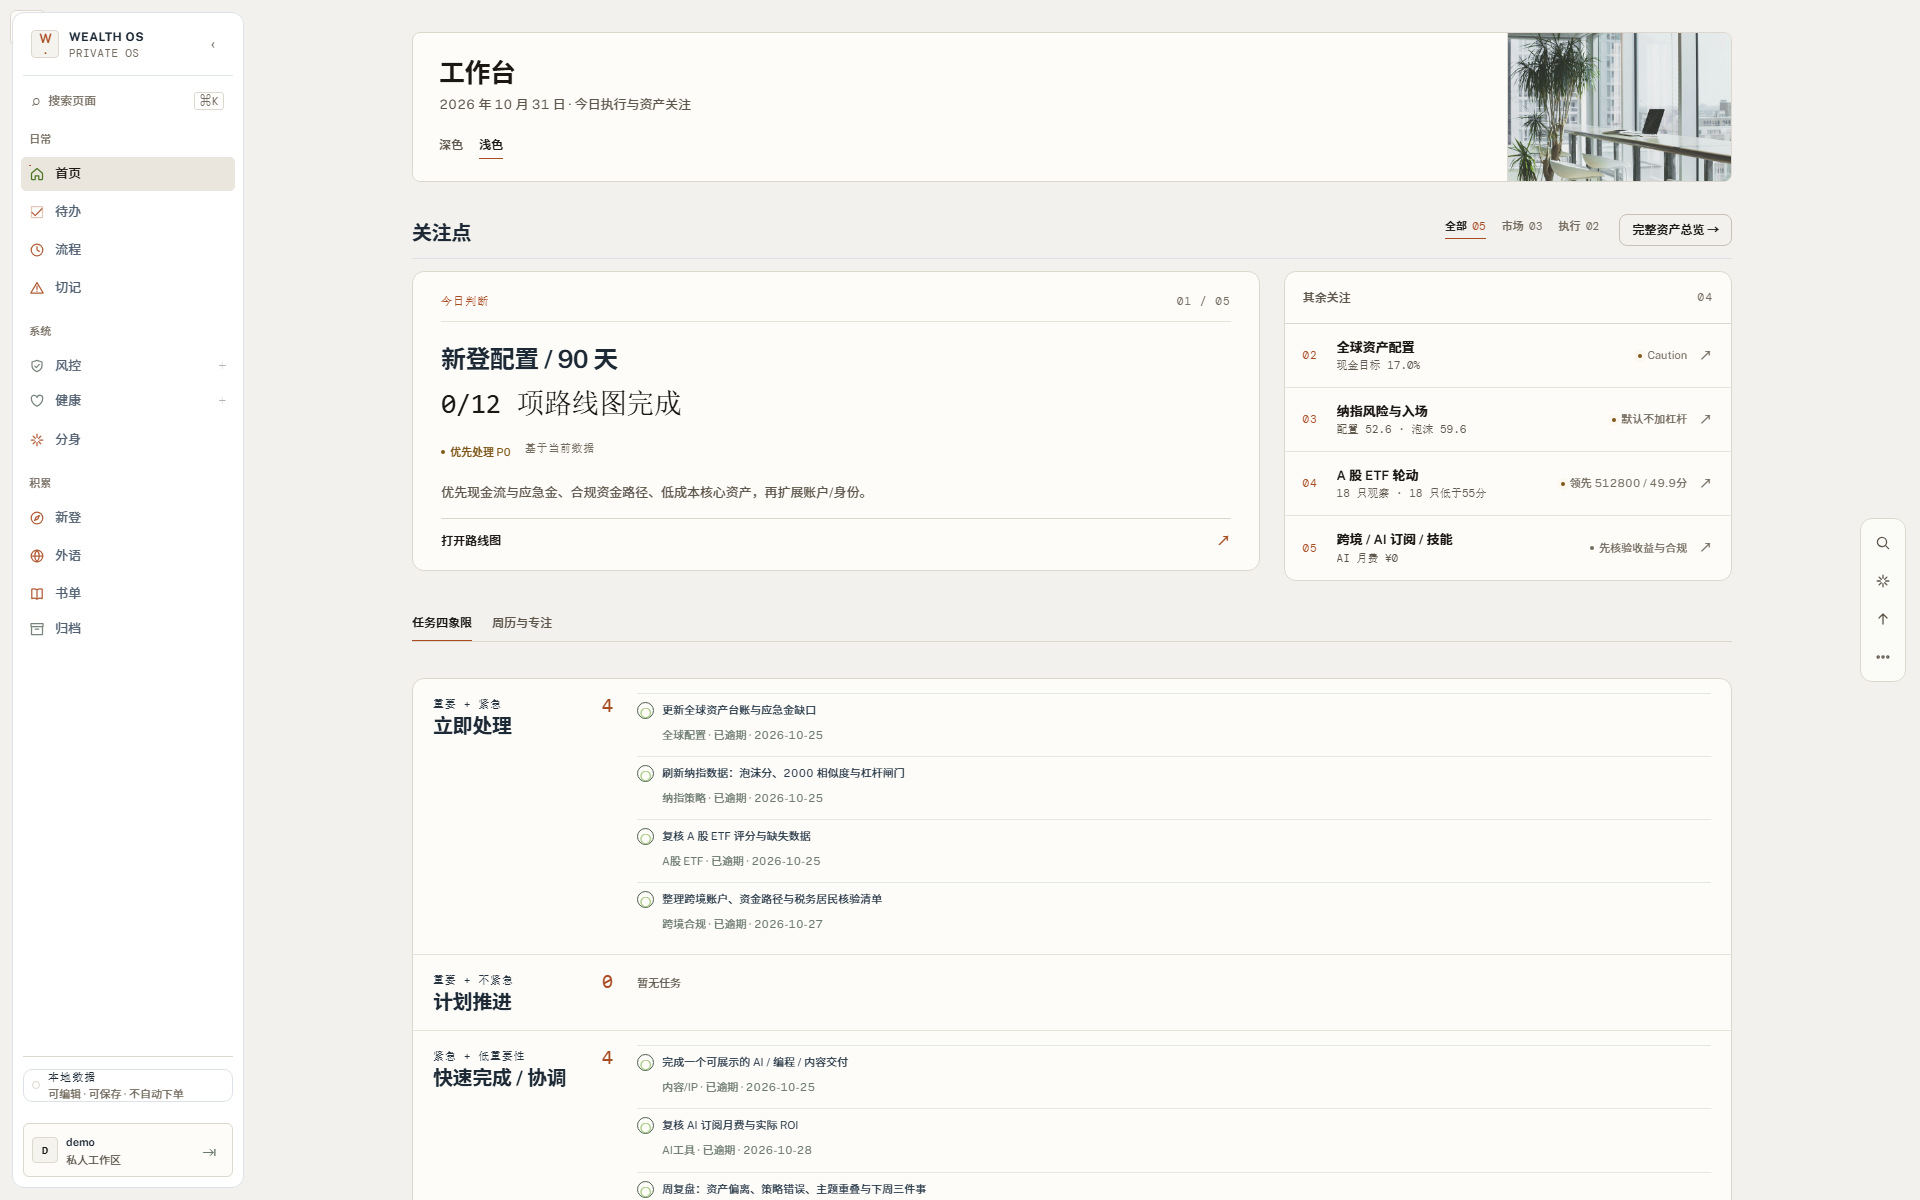 W.
WEALTH OS
PRIVATE OS
‹
搜索页面
⌘K
日常
首页
待办
流程
切记
系统
风控
健康
分身
积累
新登
外语
书单
归档
本地数据
可编辑 · 可保存 · 不自动下单
D
demo
私人工作区
工作台
2026 年 10 月 31 日 · 今日执行与资产关注
深色
浅色
关注点
全部 05
市场 03
执行 02
完整资产总览 →
今日判断
01 / 05
新登配置 / 90 天
0/12 项路线图完成
优先处理 P0
基于当前数据
优先现金流与应急金、合规资金路径、低成本核心资产，再扩展账户/身份。
打开路线图
↗
其余关注
04
02
全球资产配置
现金目标 17.0%
Caution
↗
03
纳指风险与入场
配置 52.6 · 泡沫 59.6
默认不加杠杆
↗
04
A 股 ETF 轮动
18 只观察 · 18 只低于55分
领先 512800 / 49.9分
↗
05
跨境 / AI 订阅 / 技能
AI 月费 ¥0
先核验收益与合规
↗
任务四象限
周历与专注
重要 + 紧急
立即处理
4
更新全球资产台账与应急金缺口
全球配置 · 已逾期 · 2026-10-25
刷新纳指数据：泡沫分、2000 相似度与杠杆闸门
纳指策略 · 已逾期 · 2026-10-25
复核 A 股 ETF 评分与缺失数据
A股 ETF · 已逾期 · 2026-10-25
整理跨境账户、资金路径与税务居民核验清单
跨境合规 · 已逾期 · 2026-10-27
重要 + 不紧急
计划推进
0
暂无任务
紧急 + 低重要性
快速完成 / 协调
4
完成一个可展示的 AI / 编程 / 内容交付
内容/IP · 已逾期 · 2026-10-25
复核 AI 订阅月费与实际 ROI
AI工具 · 已逾期 · 2026-10-28
周复盘：资产偏离、策略错误、主题重叠与下周三件事